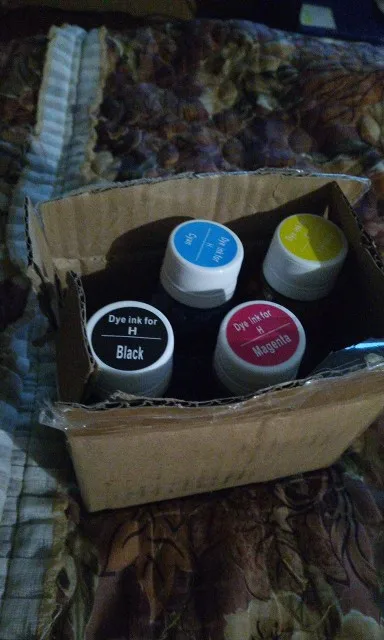 Dye ink for
H
Cyan
Dye ink for
H
Black
Dye ink for
H
Magenta